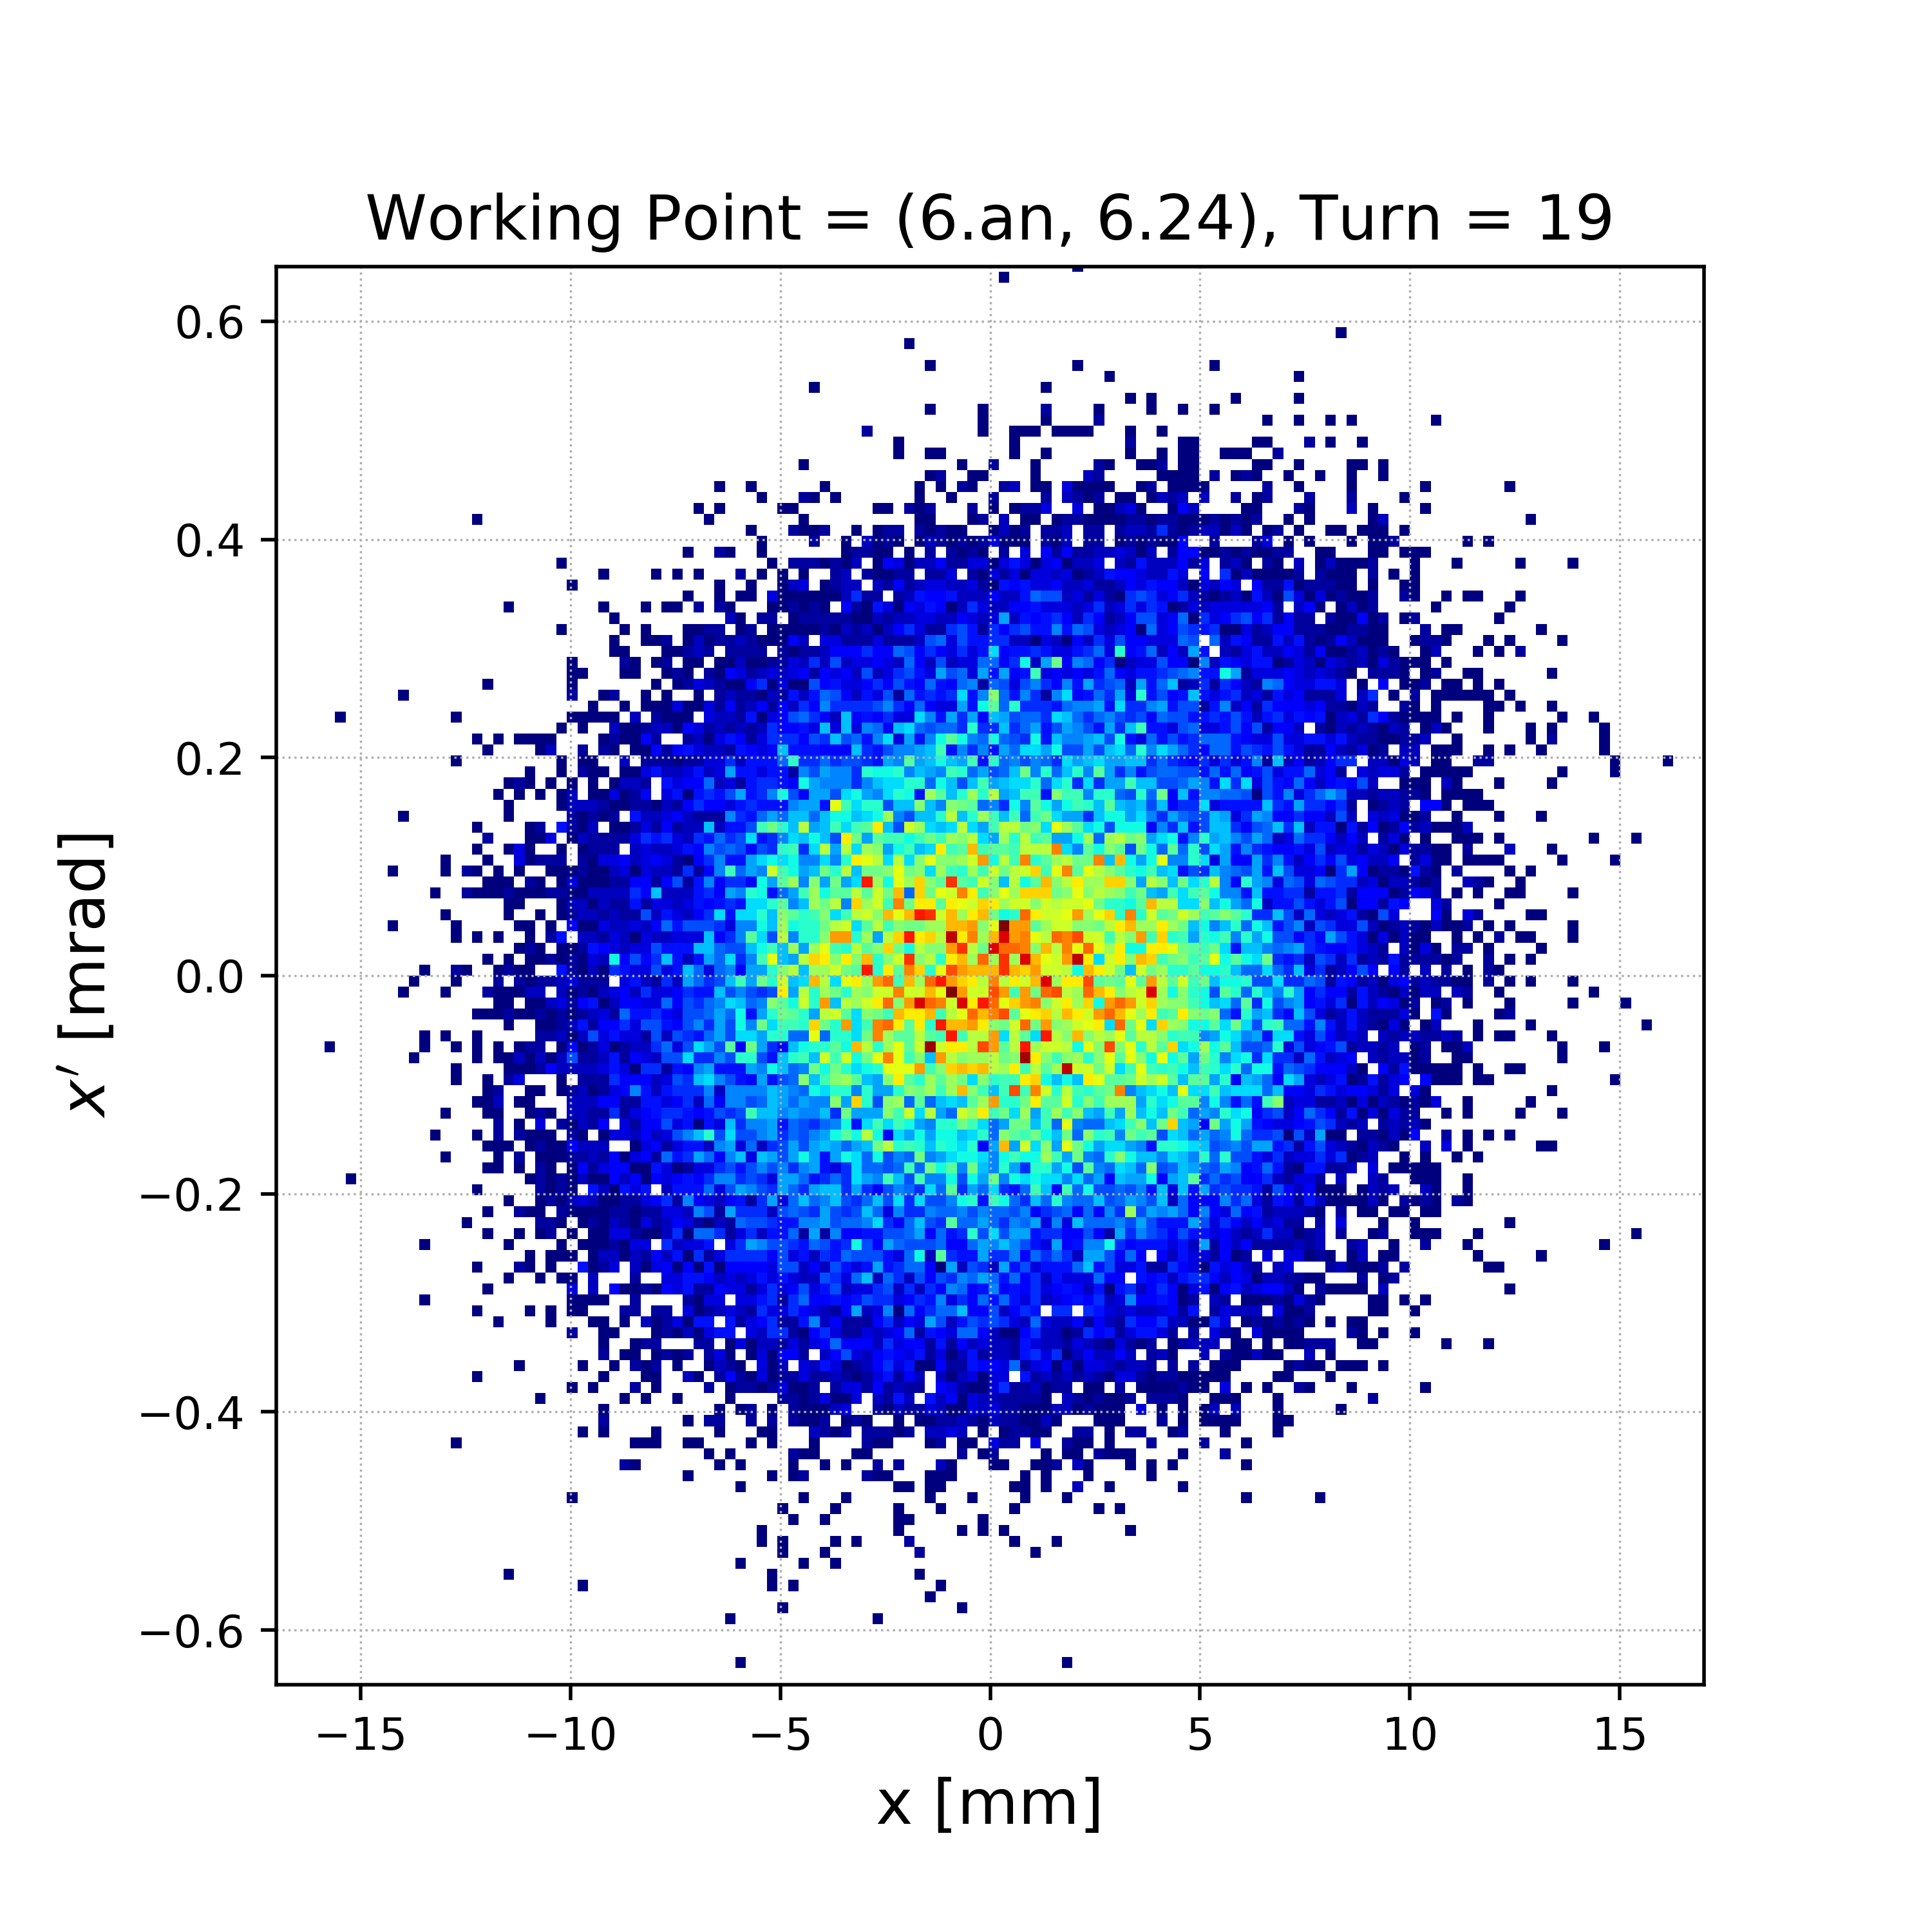 Working Point = (6.an, 6.24), Turn = 19
0.6
0.4
0.2
0.0
−0.2
−0.4
−0.6
x′ [mrad]
−15 −10 −5 0 5 10 15
x [mm]